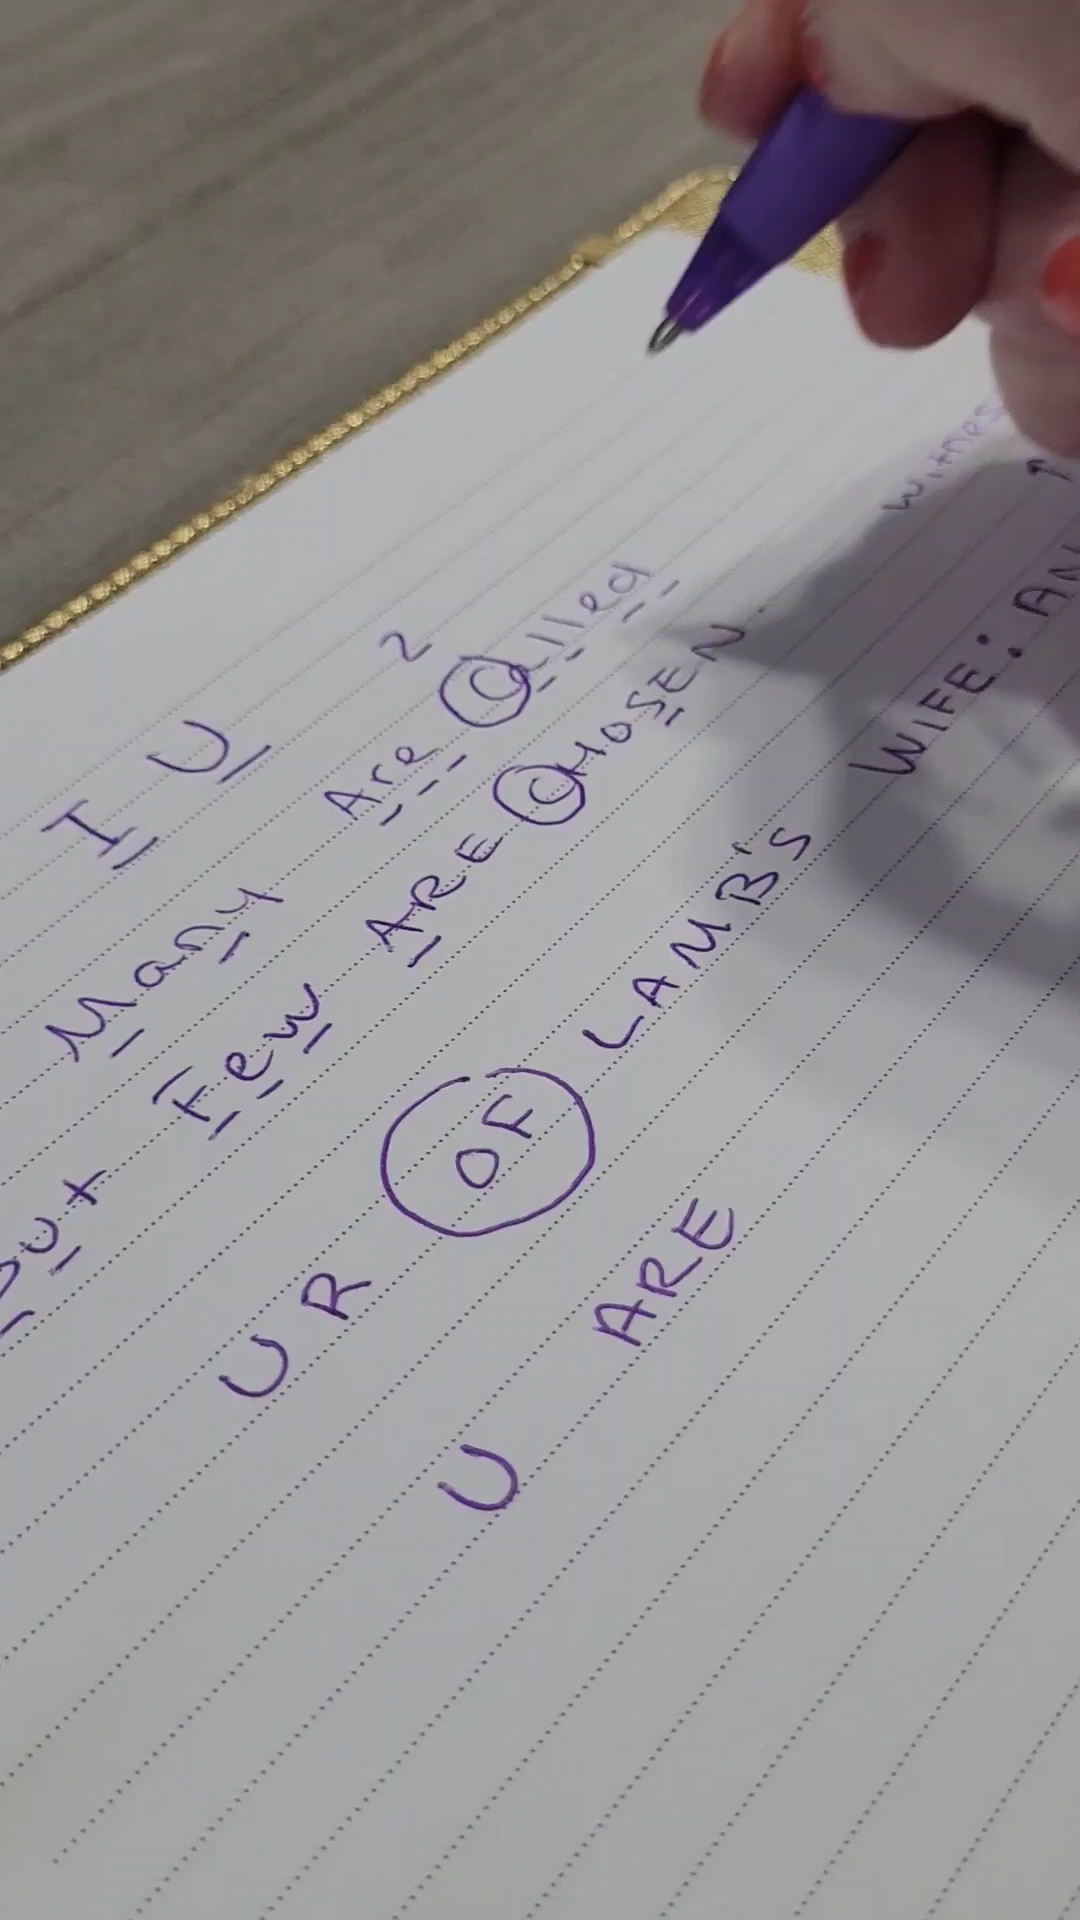 I U 2
Many Are Called
But Few ARE CHOSEN
UR OF LAMB'S WIFE: AN
U ARE